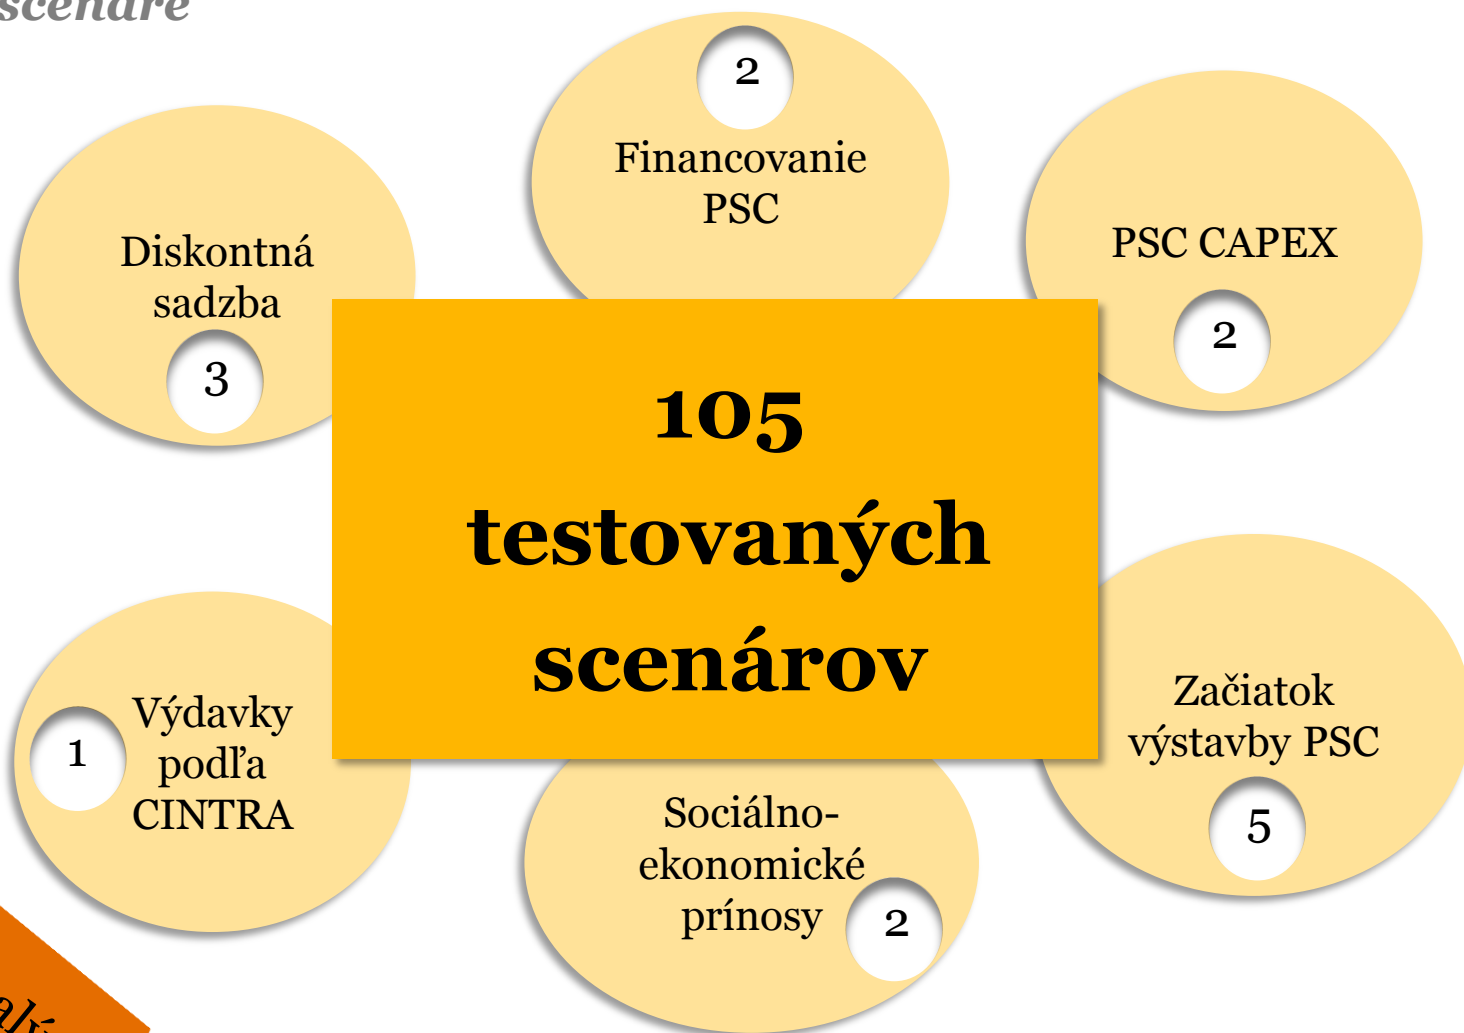 scenáre
2
Financovanie
PSC
PSC CAPEX
2
Diskontná
sadzba
3
105
testovaných
scenárov
1
Výdavky
podľa
CINTRA
Začiatok
výstavby PSC
5
Sociálno-
ekonomické
prínosy
2